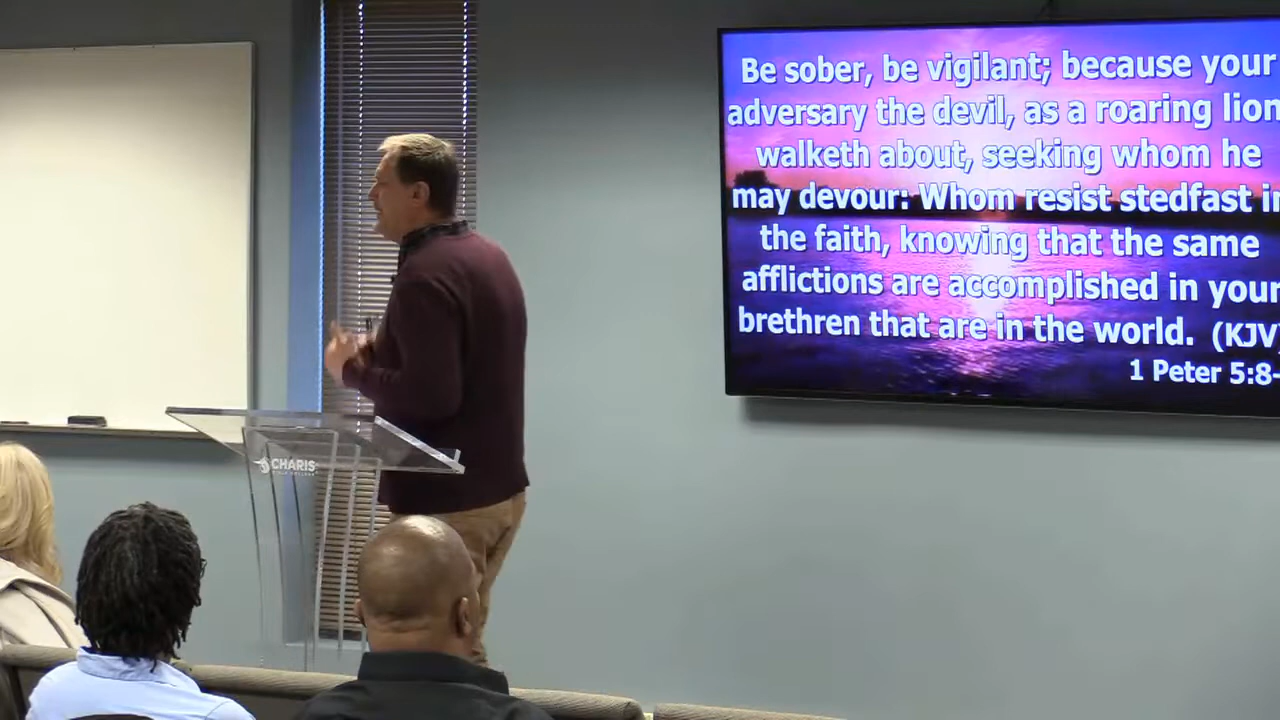 Be sober, be vigilant; because your
adversary the devil, as a roaring lion
walketh about, seeking whom he
may devour: Whom resist stedfast in
the faith, knowing that the same
afflictions are accomplished in your
brethren that are in the world. (KJV)
1 Peter 5:8-
CHARIS
BIBLE COLLEGE